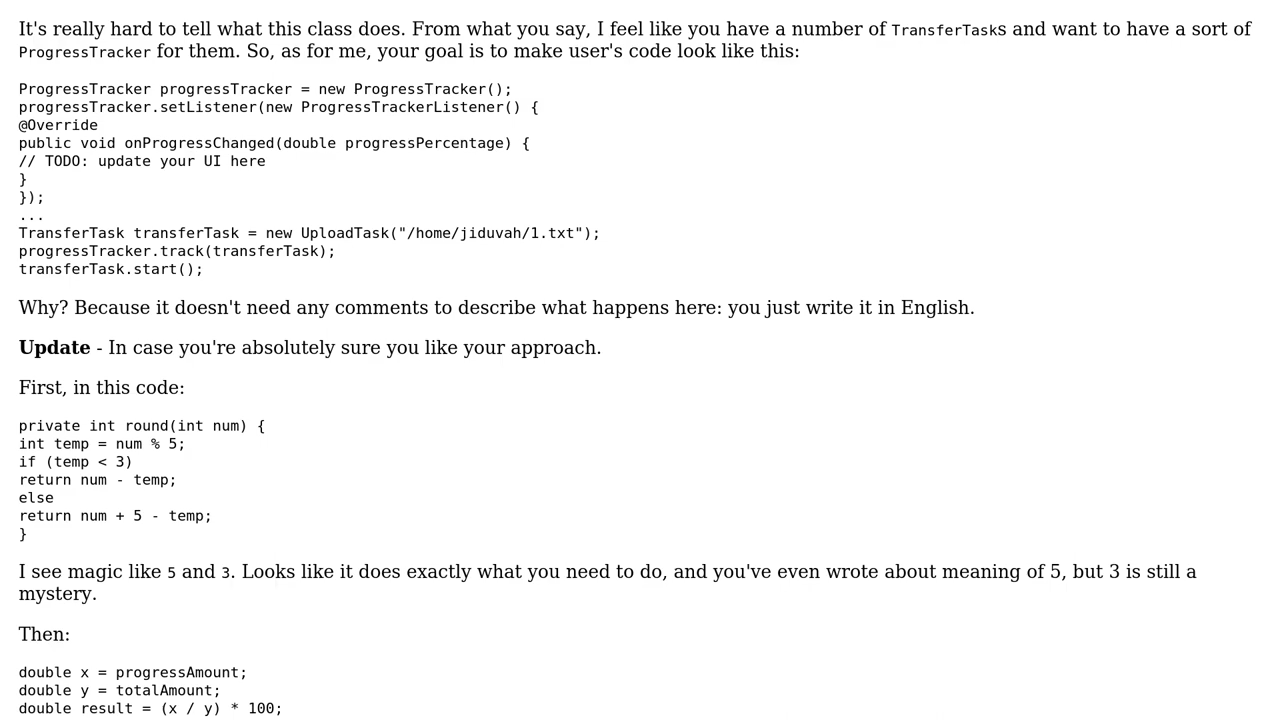 It's really hard to tell what this class does. From what you say, I feel like you have a number of TransferTasks and want to have a sort of
ProgressTracker for them. So, as for me, your goal is to make user's code look like this:
ProgressTracker progressTracker = new ProgressTracker();
progressTracker.setListener(new ProgressTrackerListener() {
@Override
public void onProgressChanged(double progressPercentage) {
// TODO: update your UI here
}
});
...
TransferTask transferTask = new UploadTask("/home/jiduvah/1.txt");
progressTracker.track(transferTask);
transferTask.start();
Why? Because it doesn't need any comments to describe what happens here: you just write it in English.
Update - In case you're absolutely sure you like your approach.
First, in this code:
private int round(int num) {
int temp = num % 5;
if (temp < 3)
return num - temp;
else
return num + 5 - temp;
}
I see magic like 5 and 3. Looks like it does exactly what you need to do, and you've even wrote about meaning of 5, but 3 is still a
mystery.
Then:
double x = progressAmount;
double y = totalAmount;
double result = (x / y) * 100;